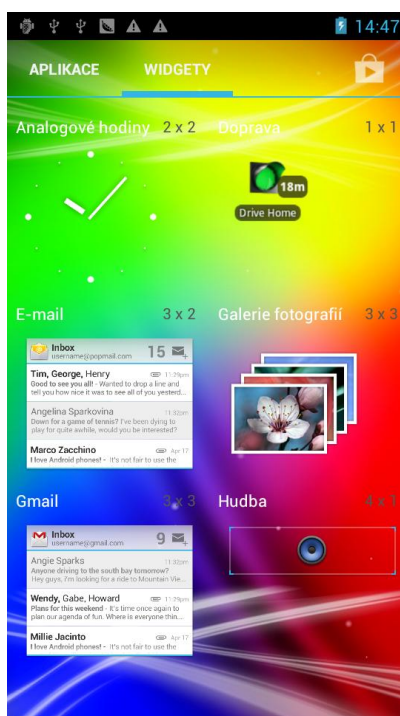 14:47
APLIKACE WIDGETY
Analogové hodiny 2 x 2 Doprava 1 x 1
18m
Drive Home
E-mail 3 x 2 Galerie fotografií 3 x 3
Inbox 15
username@popmail.com
Tim, George, Henry 11:29pm
Good to see you all! - Wanted to drop a line and
tell you how nice it was to see all of you yesterd...
Angelina Sparkovina 11:32pm
Down for a game of tennis? I've been dying to
play for quite awhile, would you be interested?
Marco Zacchino Apr 17
I love Android phones! - It's not fair to use the
Gmail 3 x 3 Hudba 4 x 1
Inbox 9
username@gmail.com
Angie Sparks 11:32pm
Anyone driving to the south bay tomorrow?
Hey guys, I'm looking for a ride to Mountain Vie...
Wendy, Gabe, Howard 11:29pm
Plans for this weekend - It's time once again to
plan our agenda of fun. Where is everyone thin...
Millie Jacinto Apr 17
I love Android phones! - It's not fair to use the